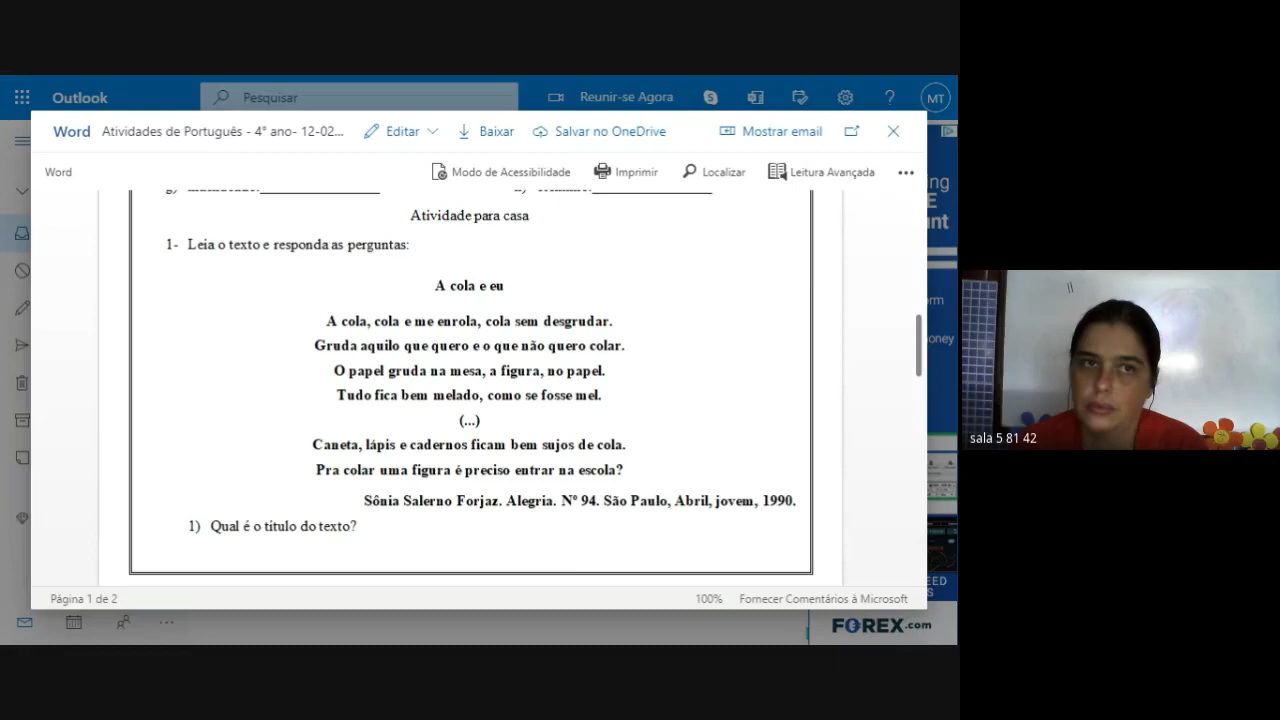 Outlook
Pesquisar
Reunir-se Agora
MT
Word
Atividades de Português - 4° ano- 12-02...
Editar
Baixar
Salvar no OneDrive
Mostrar email
Word
Modo de Acessibilidade
Imprimir
Localizar
Leitura Avançada
Atividade para casa
1- Leia o texto e responda as perguntas:
A cola e eu
A cola, cola e me enrola, cola sem desgrudar.
Gruda aquilo que quero e o que não quero colar.
O papel gruda na mesa, a figura, no papel.
Tudo fica bem melado, como se fosse mel.
(...)
Caneta, lápis e cadernos ficam bem sujos de cola.
Pra colar uma figura é preciso entrar na escola?
Sônia Salerno Forjaz. Alegria. Nº 94. São Paulo, Abril, jovem, 1990.
1) Qual é o titulo do texto?
Página 1 de 2
100%
Fornecer Comentários à Microsoft
FOREX.com
sala 5 81 42